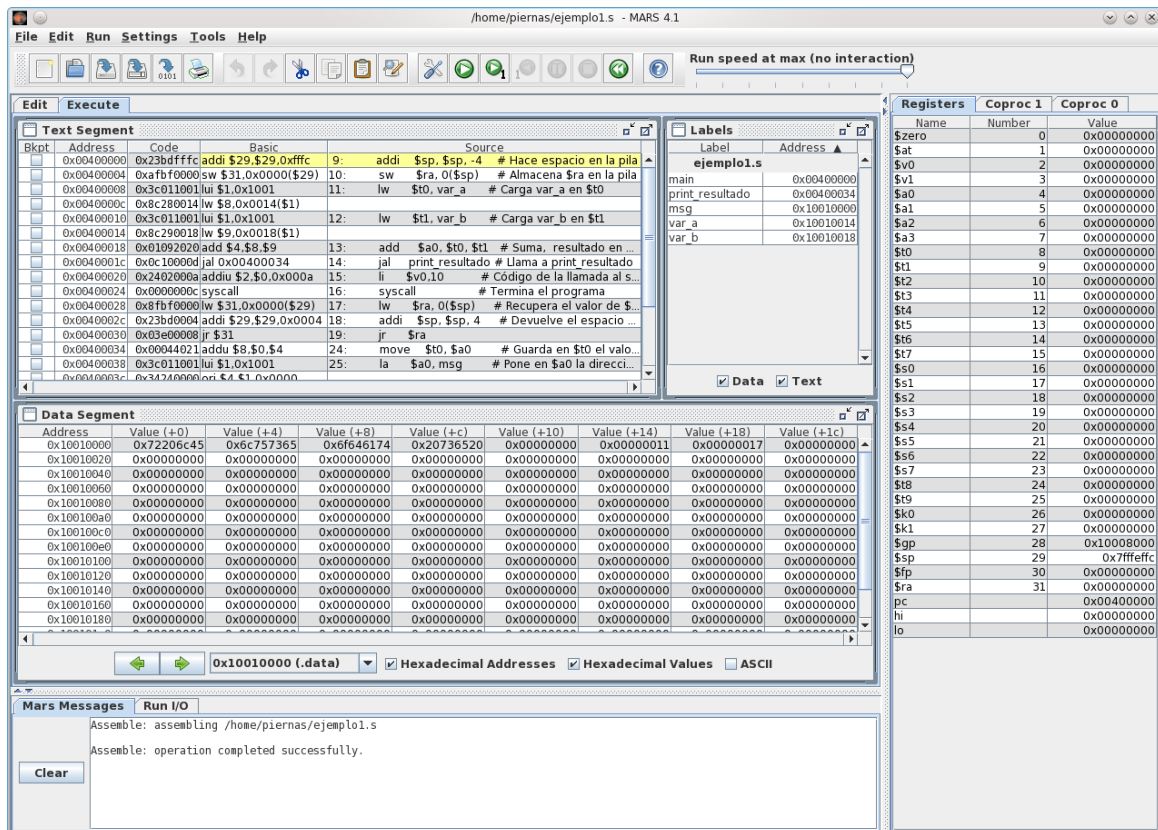 /home/piernas/ejemplo1.s - MARS 4.1
File Edit Run Settings Tools Help
Run speed at max (no interaction)
Edit Execute
Text Segment
Bkpt Address Code Basic Source
0x00400000 0x23bdfffc addi $29,$29,0xfffc 9: addi $sp, $sp, -4 # Hace espacio en la pila
0x00400004 0xafbf0000 sw $31,0x0000($29) 10: sw $ra, 0($sp) # Almacena $ra en la pila
0x00400008 0x3c011001 lui $1,0x1001 11: lw $t0, var_a # Carga var_a en $t0
0x0040000c 0x8c280014 lw $8,0x0014($1)
0x00400010 0x3c011001 lui $1,0x1001 12: lw $t1, var_b # Carga var_b en $t1
0x00400014 0x8c290018 lw $9,0x0018($1)
0x00400018 0x01092020 add $4,$8,$9 13: add $a0, $t0, $t1 # Suma, resultado en ...
0x0040001c 0x0c10000d jal 0x00400034 14: jal print_resultado # Llama a print_resultado
0x00400020 0x2402000a addiu $2,$0,0x000a 15: li $v0,10 # Código de la llamada al s...
0x00400024 0x0000000c syscall 16: syscall # Termina el programa
0x00400028 0x8fbf0000 lw $31,0x0000($29) 17: lw $ra, 0($sp) # Recupera el valor de $...
0x0040002c 0x23bd0004 addi $29,$29,0x0004 18: addi $sp, $sp, 4 # Devuelve el espacio ...
0x00400030 0x03e00008 jr $31 19: jr $ra
0x00400034 0x00044021 addu $8,$0,$4 24: move $t0, $a0 # Guarda en $t0 el valo...
0x00400038 0x3c011001 lui $1,0x1001 25: la $a0, msg # Pone en $a0 la direcci...
0x0040003c 0x34240000 ori $4,$1,0x0000
Labels
Label Address ▲
ejemplo1.s
main 0x00400000
print_resultado 0x00400034
msg 0x10010000
var_a 0x10010014
var_b 0x10010018
Data Text
Data Segment
Address Value (+0) Value (+4) Value (+8) Value (+c) Value (+10) Value (+14) Value (+18) Value (+1c)
0x10010000 0x72206c45 0x6c757365 0x6f646174 0x20736520 0x00000000 0x00000011 0x00000017 0x00000000
0x10010020 0x00000000 0x00000000 0x00000000 0x00000000 0x00000000 0x00000000 0x00000000 0x00000000
0x10010040 0x00000000 0x00000000 0x00000000 0x00000000 0x00000000 0x00000000 0x00000000 0x00000000
0x10010060 0x00000000 0x00000000 0x00000000 0x00000000 0x00000000 0x00000000 0x00000000 0x00000000
0x10010080 0x00000000 0x00000000 0x00000000 0x00000000 0x00000000 0x00000000 0x00000000 0x00000000
0x100100a0 0x00000000 0x00000000 0x00000000 0x00000000 0x00000000 0x00000000 0x00000000 0x00000000
0x100100c0 0x00000000 0x00000000 0x00000000 0x00000000 0x00000000 0x00000000 0x00000000 0x00000000
0x100100e0 0x00000000 0x00000000 0x00000000 0x00000000 0x00000000 0x00000000 0x00000000 0x00000000
0x10010100 0x00000000 0x00000000 0x00000000 0x00000000 0x00000000 0x00000000 0x00000000 0x00000000
0x10010120 0x00000000 0x00000000 0x00000000 0x00000000 0x00000000 0x00000000 0x00000000 0x00000000
0x10010140 0x00000000 0x00000000 0x00000000 0x00000000 0x00000000 0x00000000 0x00000000 0x00000000
0x10010160 0x00000000 0x00000000 0x00000000 0x00000000 0x00000000 0x00000000 0x00000000 0x00000000
0x10010180 0x00000000 0x00000000 0x00000000 0x00000000 0x00000000 0x00000000 0x00000000 0x00000000
0x10010000 (.data) Hexadecimal Addresses Hexadecimal Values ASCII
Mars Messages Run I/O
Assemble: assembling /home/piernas/ejemplo1.s
Assemble: operation completed successfully.
Clear
Registers Coproc 1 Coproc 0
Name Number Value
$zero 0 0x00000000
$at 1 0x00000000
$v0 2 0x00000000
$v1 3 0x00000000
$a0 4 0x00000000
$a1 5 0x00000000
$a2 6 0x00000000
$a3 7 0x00000000
$t0 8 0x00000000
$t1 9 0x00000000
$t2 10 0x00000000
$t3 11 0x00000000
$t4 12 0x00000000
$t5 13 0x00000000
$t6 14 0x00000000
$t7 15 0x00000000
$s0 16 0x00000000
$s1 17 0x00000000
$s2 18 0x00000000
$s3 19 0x00000000
$s4 20 0x00000000
$s5 21 0x00000000
$s6 22 0x00000000
$s7 23 0x00000000
$t8 24 0x00000000
$t9 25 0x00000000
$k0 26 0x00000000
$k1 27 0x00000000
$gp 28 0x10008000
$sp 29 0x7fffeffc
$fp 30 0x00000000
$ra 31 0x00000000
pc 0x00400000
hi 0x00000000
lo 0x00000000